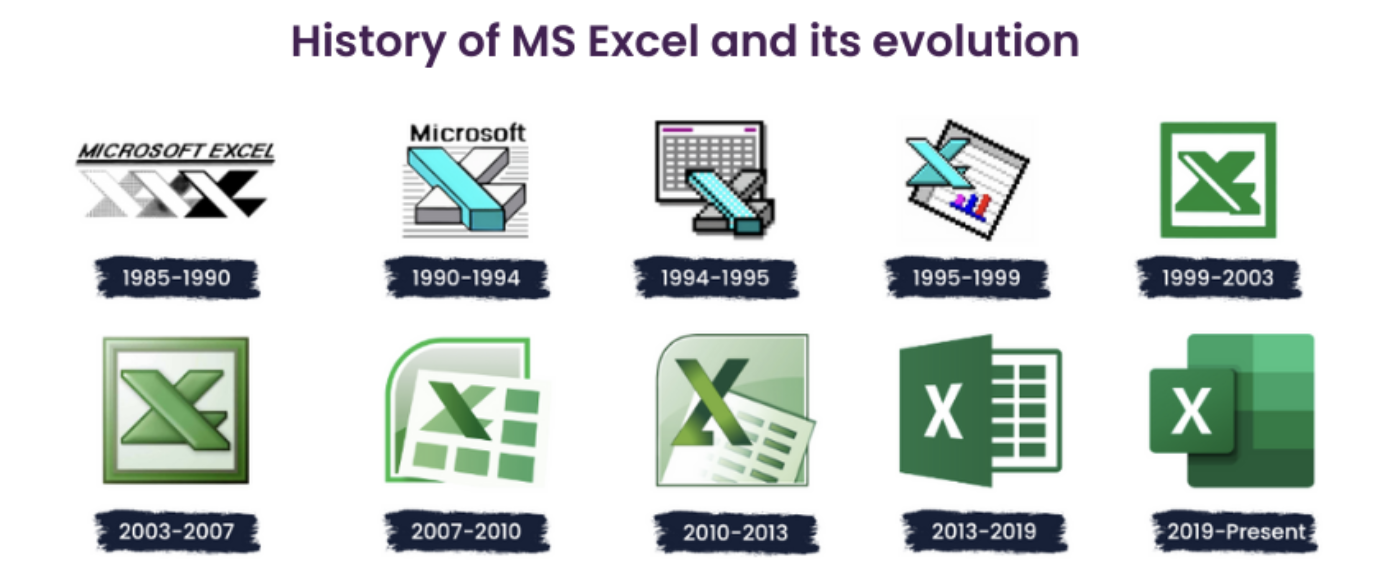 History of MS Excel and its evolution
MICROSOFT EXCEL
Microsoft
1985-1990
1990-1994
1994-1995
1995-1999
1999-2003
X
X
2003-2007
2007-2010
2010-2013
2013-2019
2019-Present